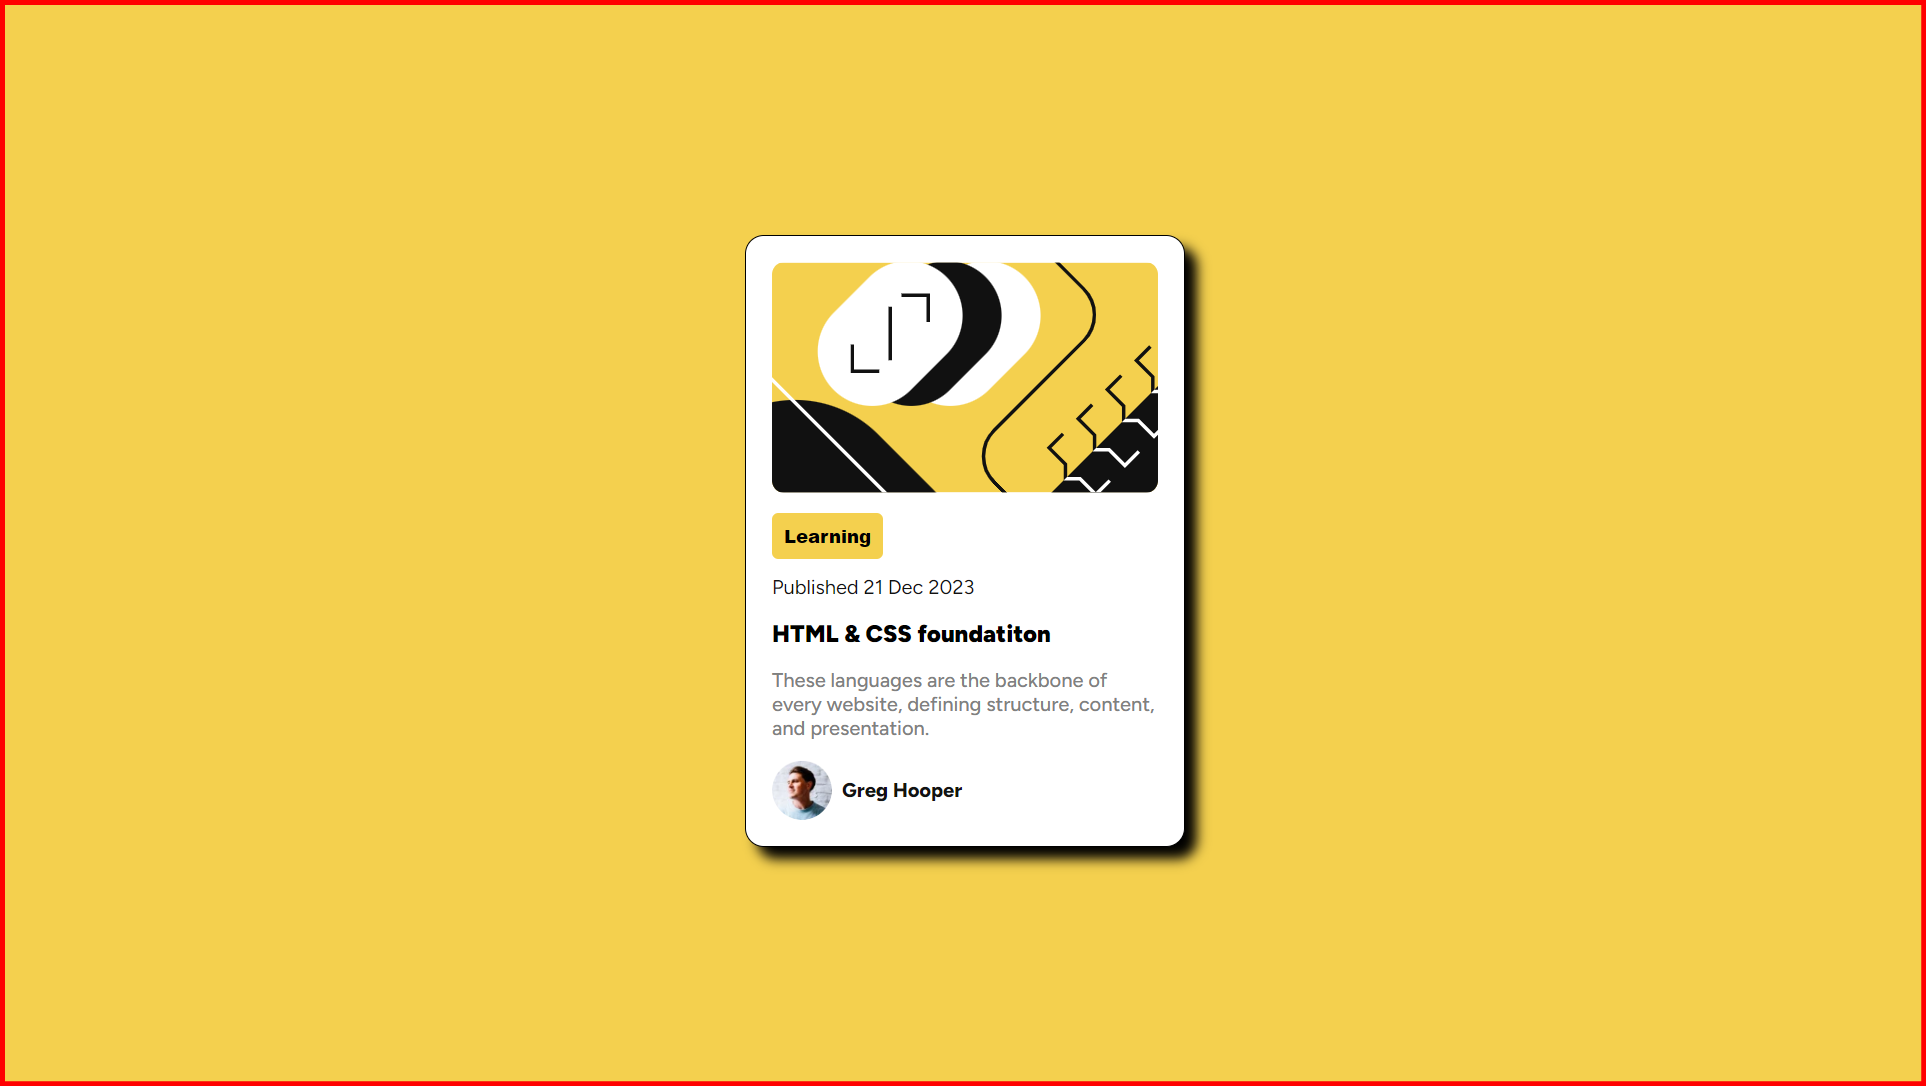 Learning
Published 21 Dec 2023
HTML & CSS foundatiton
These languages are the backbone of
every website, defining structure, content,
and presentation.
Greg Hooper